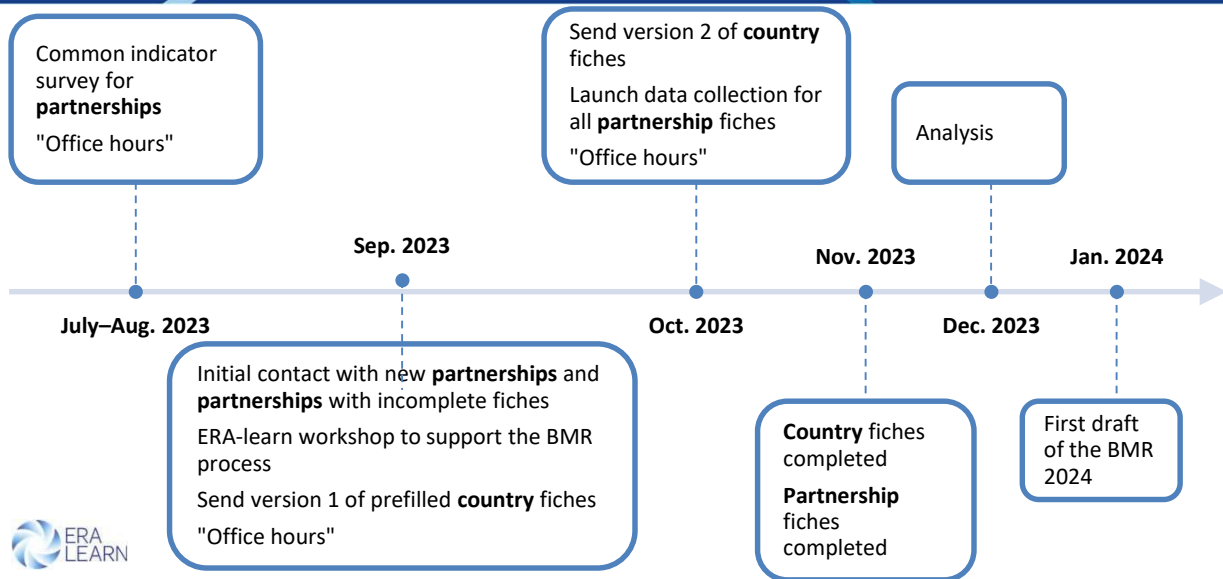 Common indicator
survey for
partnerships
"Office hours"
Send version 2 of country
fiches
Launch data collection for
all partnership fiches
"Office hours"
Analysis
Sep. 2023
Nov. 2023
Jan. 2024
July–Aug. 2023
Oct. 2023
Dec. 2023
Initial contact with new partnerships and
partnerships with incomplete fiches
ERA-learn workshop to support the BMR
process
Send version 1 of prefilled country fiches
"Office hours"
Country fiches
completed
Partnership
fiches
completed
First draft
of the BMR
2024
ERA
LEARN